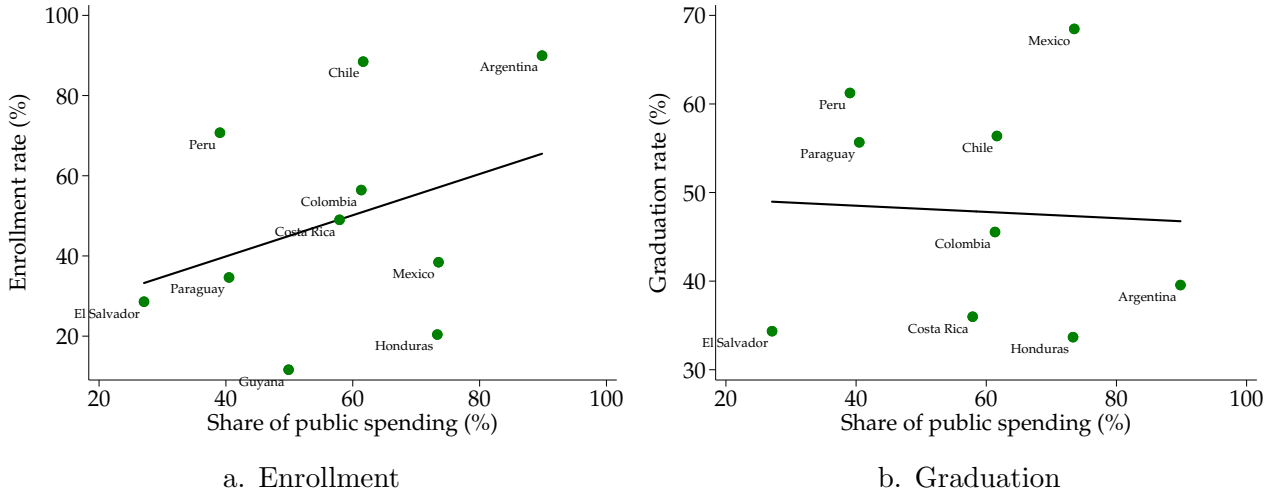 Enrollment rate (%)
100
80
60
40
20
Argentina
Chile
Peru
Colombia
Costa Rica
Mexico
Paraguay
El Salvador
Honduras
Guyana
20 40 60 80 100
Share of public spending (%)
a. Enrollment
Graduation rate (%)
70
60
50
40
30
Mexico
Peru
Chile
Paraguay
Colombia
Argentina
Costa Rica
El Salvador
Honduras
20 40 60 80 100
Share of public spending (%)
b. Graduation